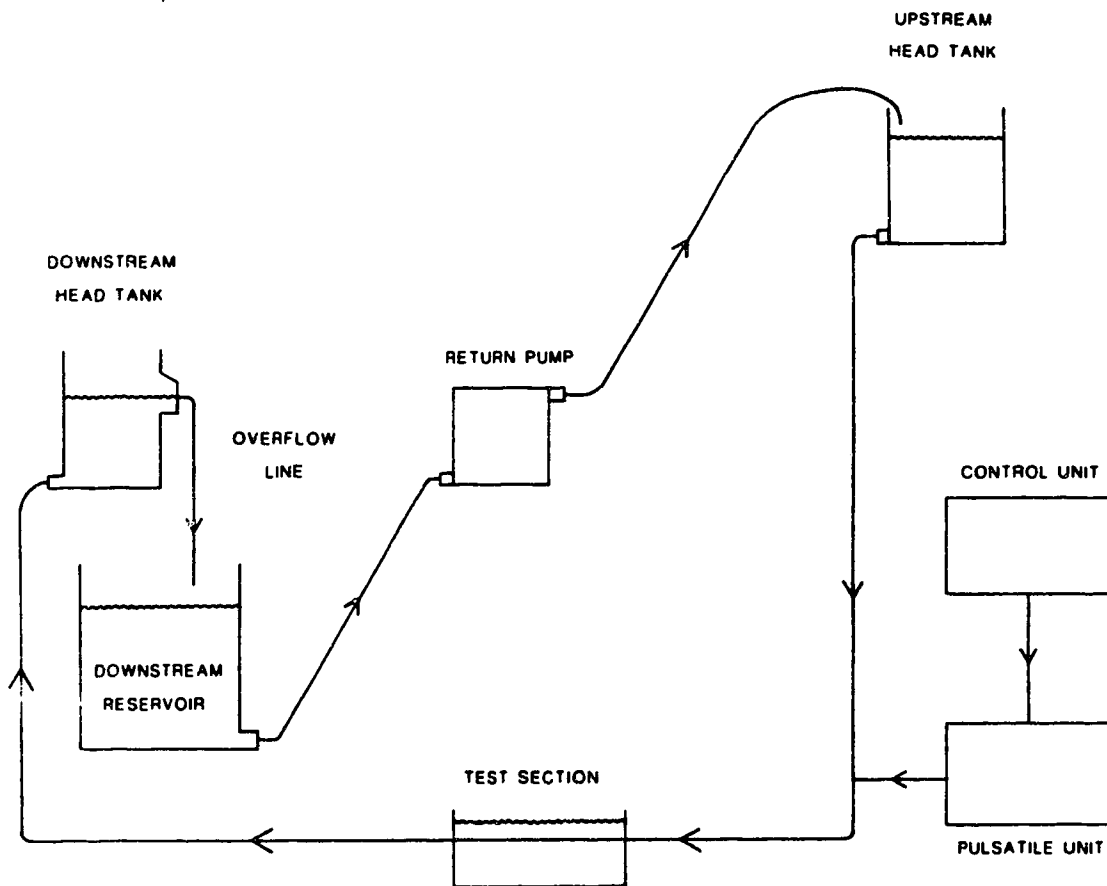 UPSTREAM
HEAD TANK
DOWNSTREAM
HEAD TANK
RETURN PUMP
OVERFLOW
LINE
CONTROL UNIT
DOWNSTREAM
RESERVOIR
TEST SECTION
PULSATILE UNIT